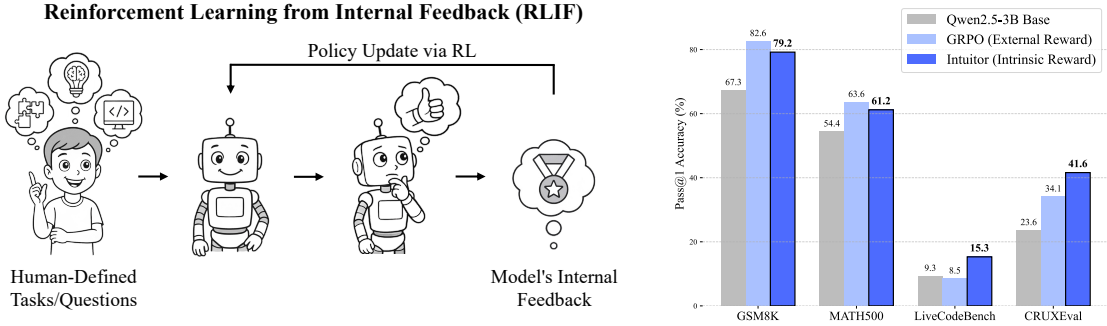 Reinforcement Learning from Internal Feedback (RLIF)
Policy Update via RL
</>
Human-Defined
Tasks/Questions
Model's Internal
Feedback
Qwen2.5-3B Base
GRPO (External Reward)
Intuitor (Intrinsic Reward)
Pass@1 Accuracy (%)
80
60
40
20
0
67.3
82.6
79.2
54.4
63.6
61.2
9.3
8.5
15.3
23.6
34.1
41.6
GSM8K
MATH500
LiveCodeBench
CRUXEval